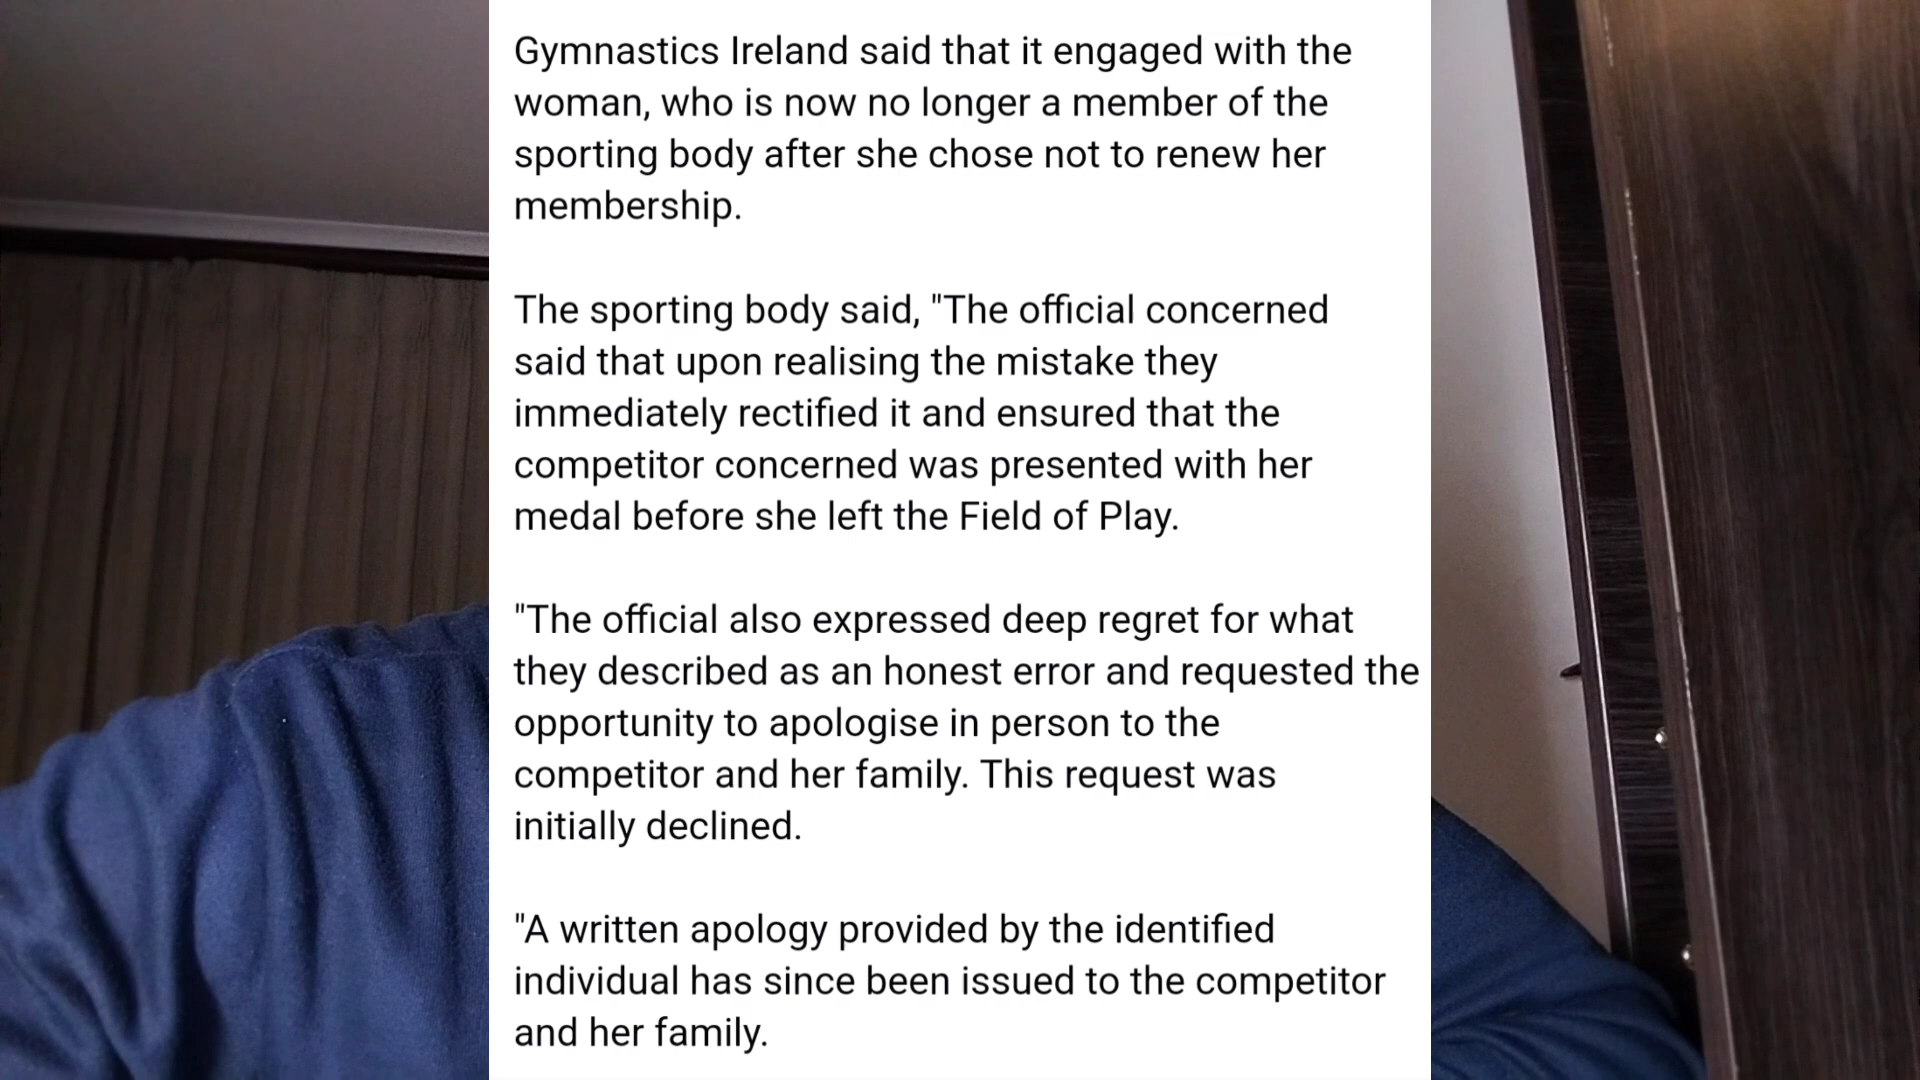 Gymnastics Ireland said that it engaged with the
woman, who is now no longer a member of the
sporting body after she chose not to renew her
membership.
The sporting body said, "The official concerned
said that upon realising the mistake they
immediately rectified it and ensured that the
competitor concerned was presented with her
medal before she left the Field of Play.
"The official also expressed deep regret for what
they described as an honest error and requested the
opportunity to apologise in person to the
competitor and her family. This request was
initially declined.
"A written apology provided by the identified
individual has since been issued to the competitor
and her family.